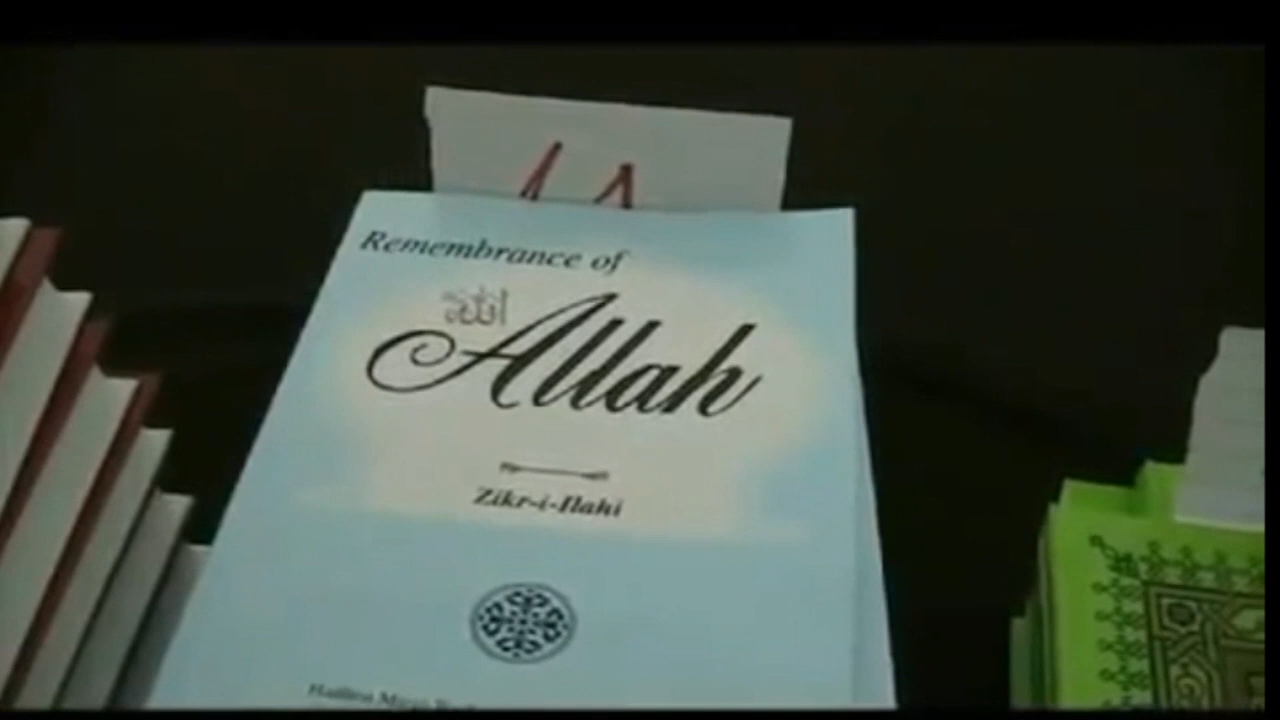 Remembrance of
الله
Allah
Zikr-i-Ilahi